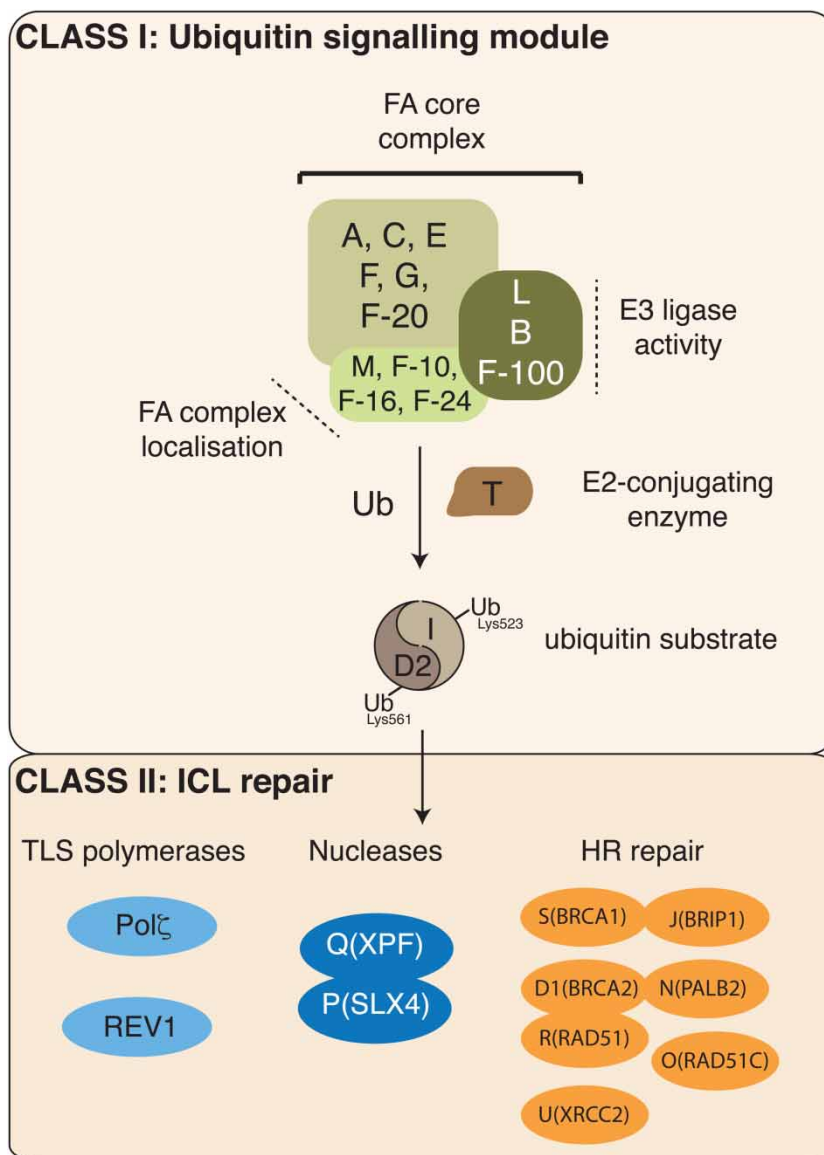 CLASS I: Ubiquitin signalling module
FA core
complex
A, C, E
F, G,
F-20
L
B
F-100
E3 ligase
activity
M, F-10,
F-16, F-24
FA complex
localisation
Ub
T
E2-conjugating
enzyme
I
D2
Ub
Lys523
ubiquitin substrate
Ub
Lys561
CLASS II: ICL repair
TLS polymerases
Nucleases
HR repair
Polζ
REV1
Q(XPF)
P(SLX4)
S(BRCA1)
J(BRIP1)
D1(BRCA2)
N(PALB2)
R(RAD51)
O(RAD51C)
U(XRCC2)